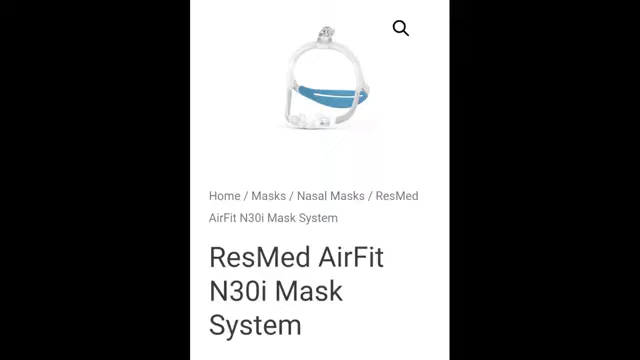 Home / Masks / Nasal Masks / ResMed
AirFit N30i Mask System
ResMed AirFit
N30i Mask
System